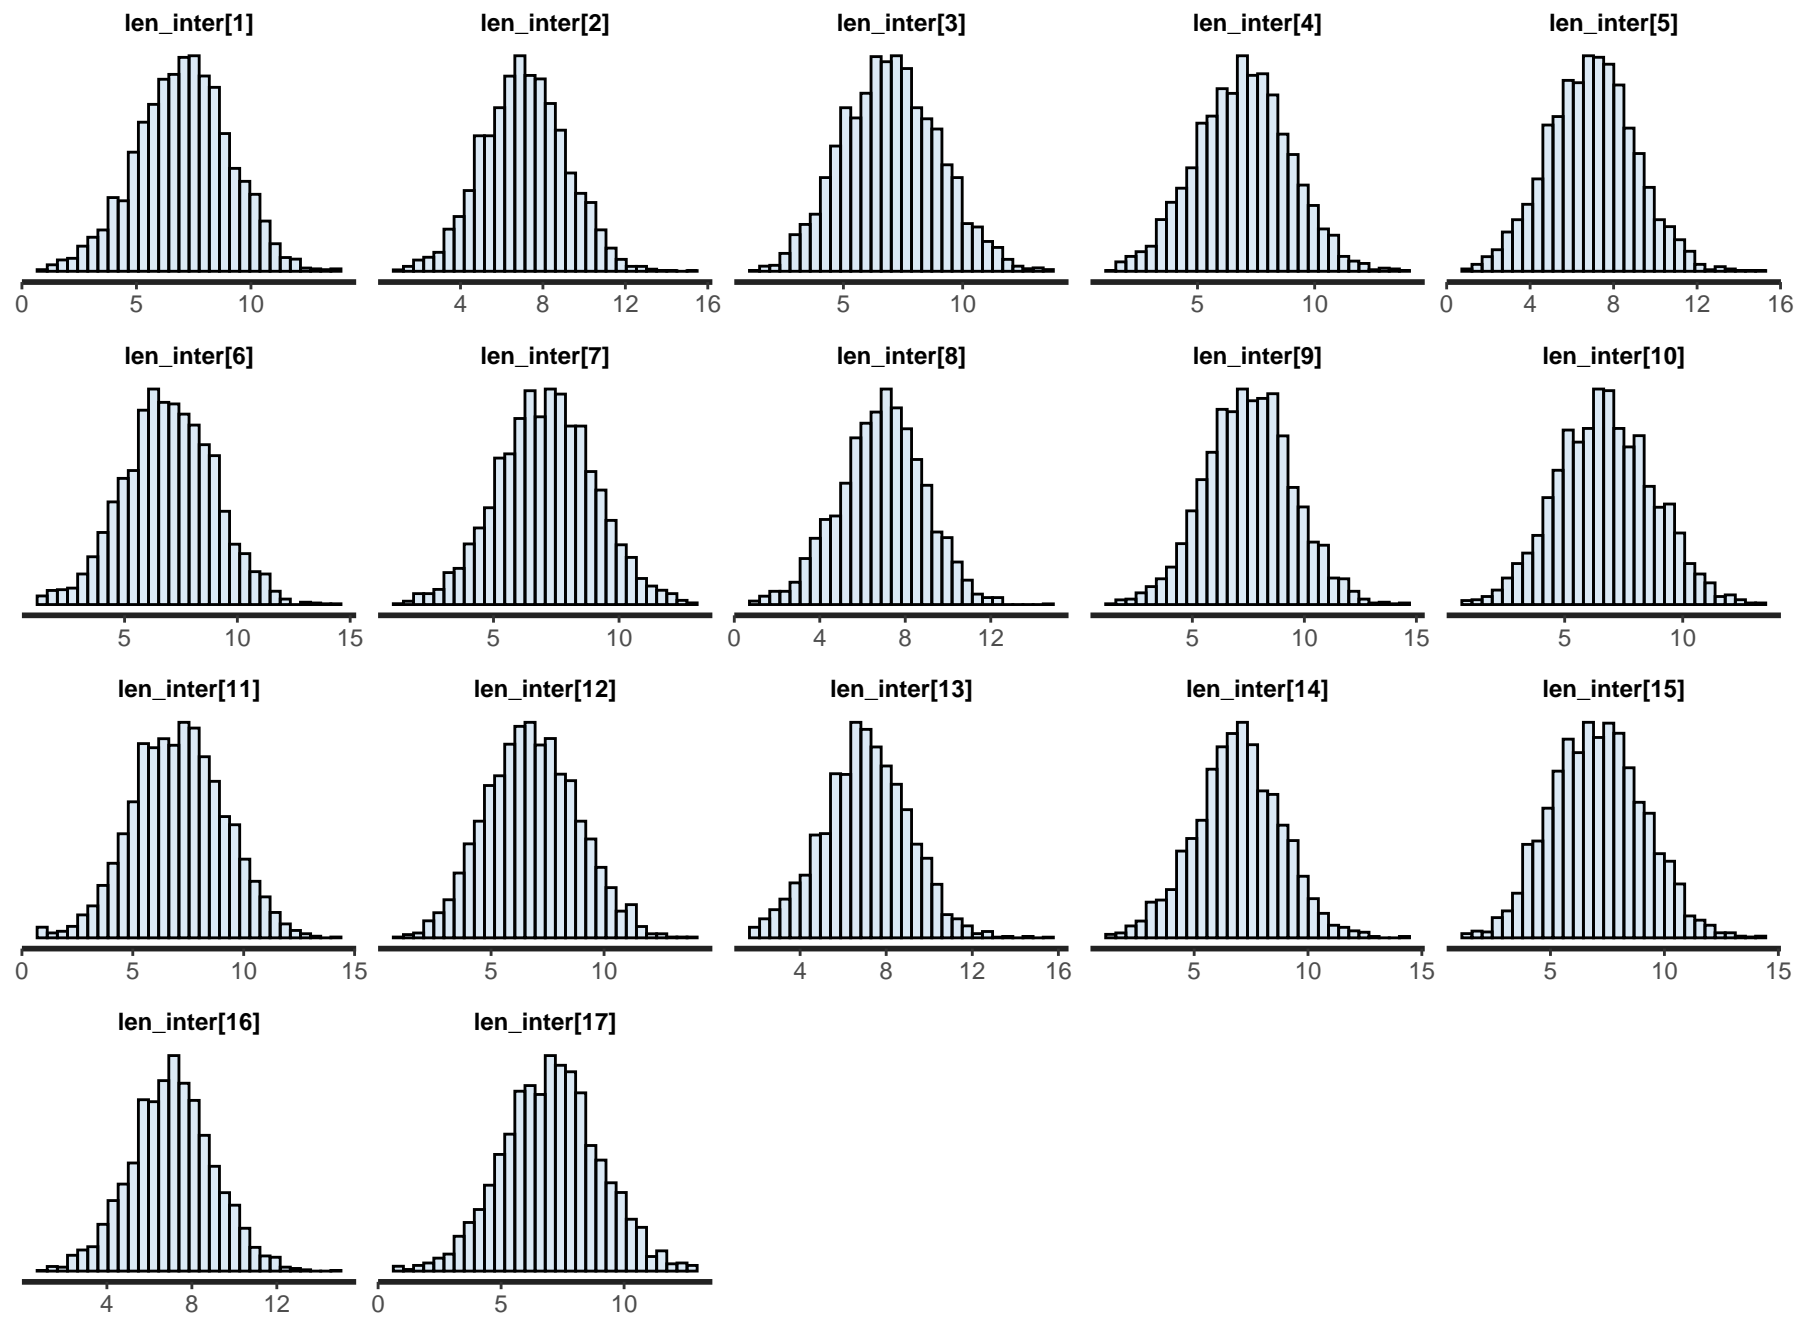 len_inter[1] len_inter[2] len_inter[3] len_inter[4] len_inter[5]
0 5 10 4 8 12 16 5 10 5 10 0 4 8 12 16
len_inter[6] len_inter[7] len_inter[8] len_inter[9] len_inter[10]
5 10 15 5 10 0 4 8 12 5 10 15 5 10
len_inter[11] len_inter[12] len_inter[13] len_inter[14] len_inter[15]
0 5 10 15 5 10 4 8 12 16 5 10 15 5 10 15
len_inter[16] len_inter[17]
4 8 12 0 5 10